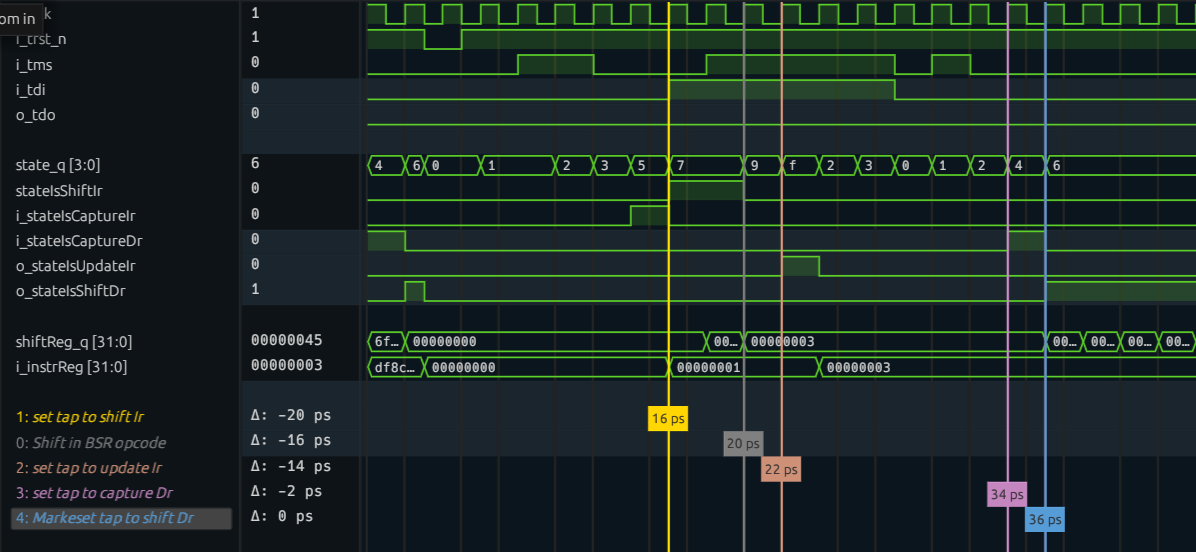 om in k 1
i_trst_n 1
i_tms 0
i_tdi 0
o_tdo 0
state_q [3:0] 6 4 6 0 1 2 3 5 7 9 f 2 3 0 1 2 4 6
stateIsShiftIr 0
i_stateIsCaptureIr 0
i_stateIsCaptureDr 0
o_stateIsUpdateIr 0
o_stateIsShiftDr 1
shiftReg_q [31:0] 00000045 6f… 00000000 00… 00000003 00… 00… 00… 00…
i_instrReg [31:0] 00000003 df8c… 00000000 00000001 00000003
1: set tap to shift Ir Δ: -20 ps 16 ps
0: Shift in BSR opcode Δ: -16 ps 20 ps
2: set tap to update Ir Δ: -14 ps 22 ps
3: set tap to capture Dr Δ: -2 ps 34 ps
4: Markeset tap to shift Dr Δ: 0 ps 36 ps